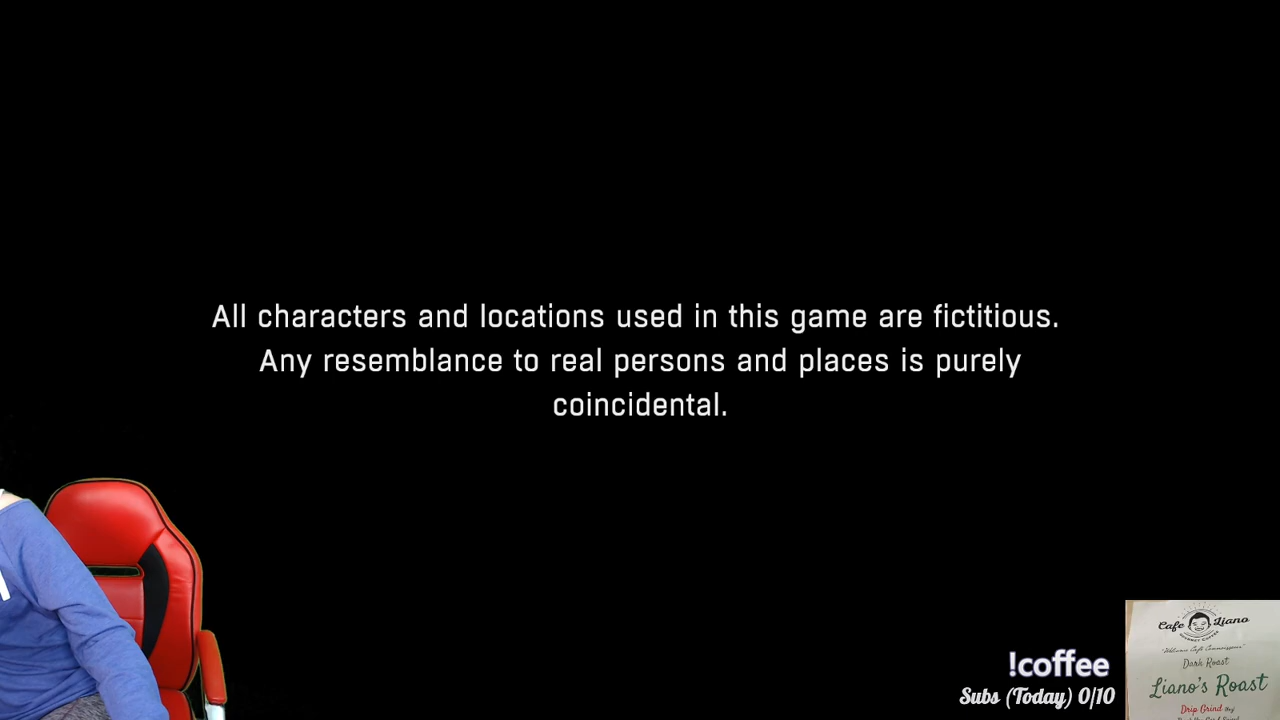 All characters and locations used in this game are fictitious.
Any resemblance to real persons and places is purely
coincidental.
!coffee
Subs (Today) 0/10
Cafe Liano
Dark Roast
Liano's Roast
Drip Grind